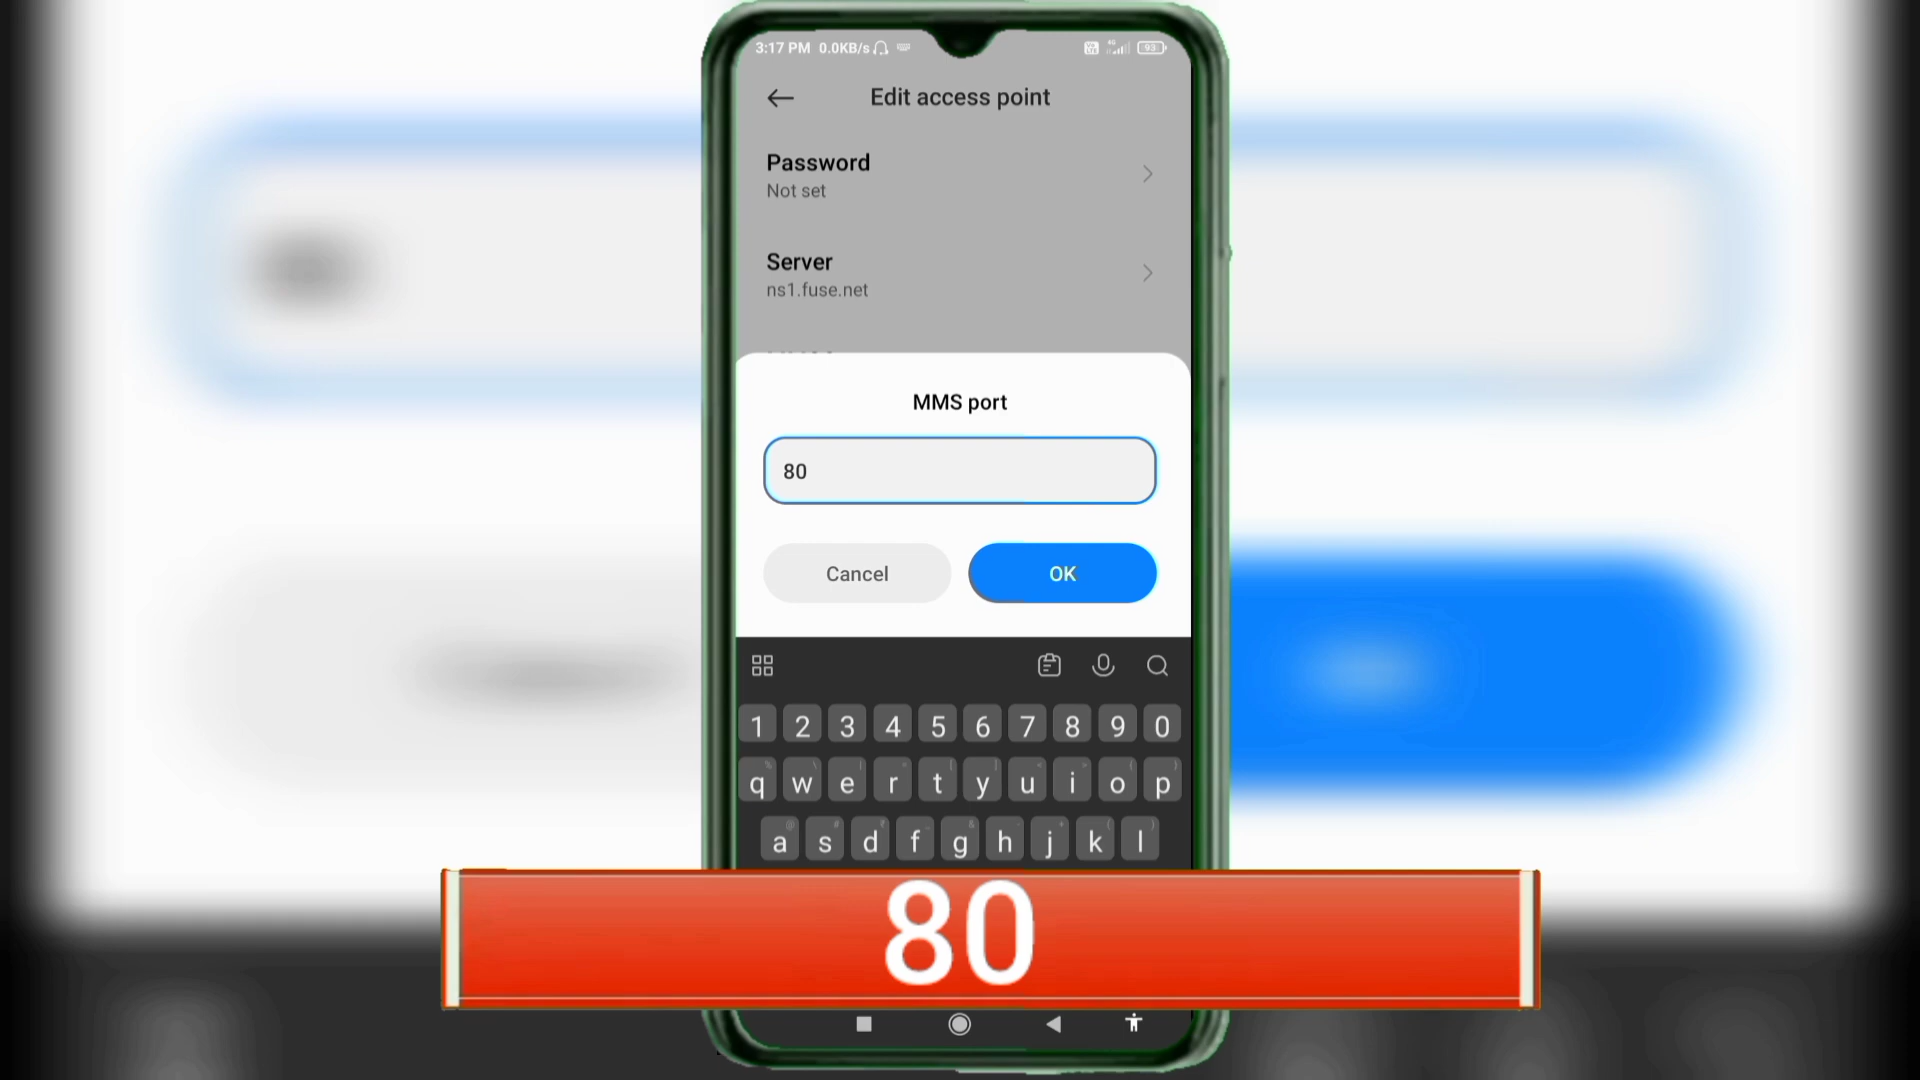 3:17 PM 0.0KB/s 93
Edit access point
Password
Not set
Server
ns1.fuse.net
MMS port
80
Cancel OK
1 2 3 4 5 6 7 8 9 0
q w e r t y u i o p
a s d f g h j k l
80